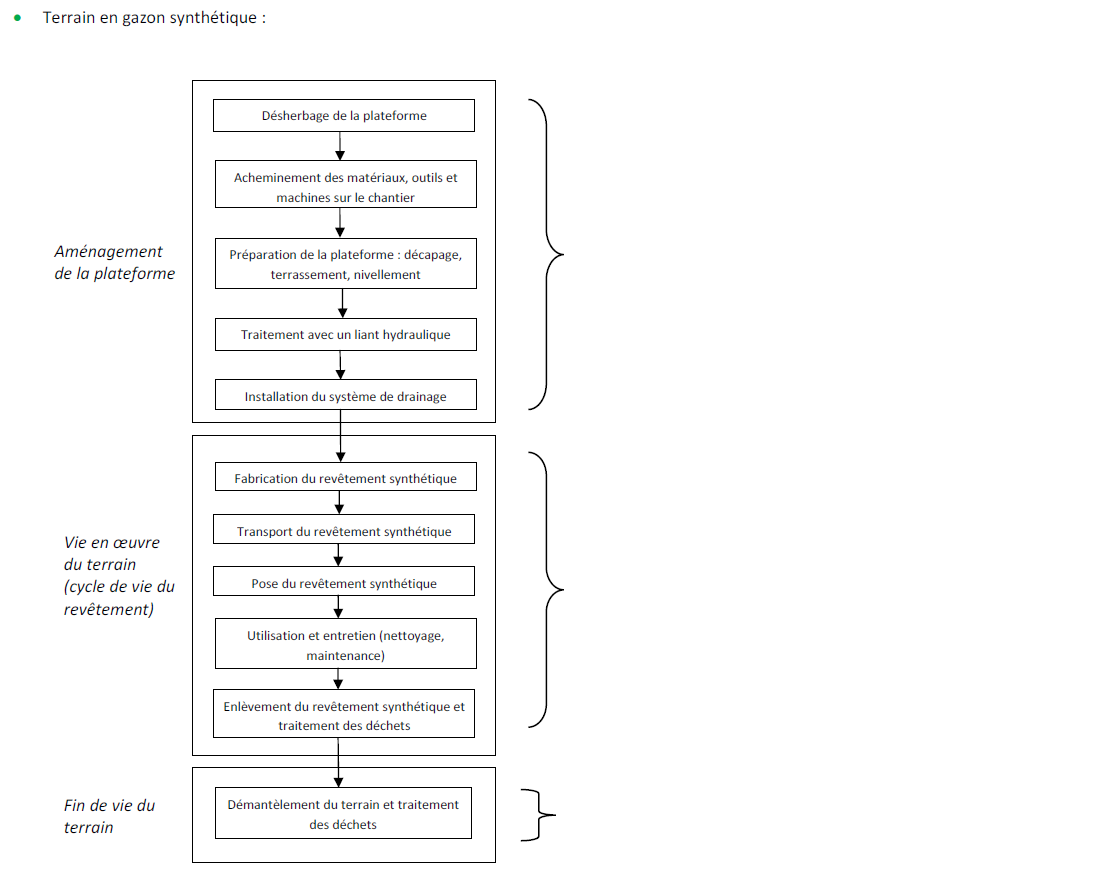 Terrain en gazon synthétique :
Désherbage de la plateforme
Acheminement des matériaux, outils et
machines sur le chantier
Aménagement
de la plateforme
Préparation de la plateforme : décapage,
terrassement, nivellement
Traitement avec un liant hydraulique
Installation du système de drainage
Fabrication du revêtement synthétique
Transport du revêtement synthétique
Vie en œuvre
du terrain
(cycle de vie du
revêtement)
Pose du revêtement synthétique
Utilisation et entretien (nettoyage,
maintenance)
Enlèvement du revêtement synthétique et
traitement des déchets
Fin de vie du
terrain
Démantèlement du terrain et traitement
des déchets